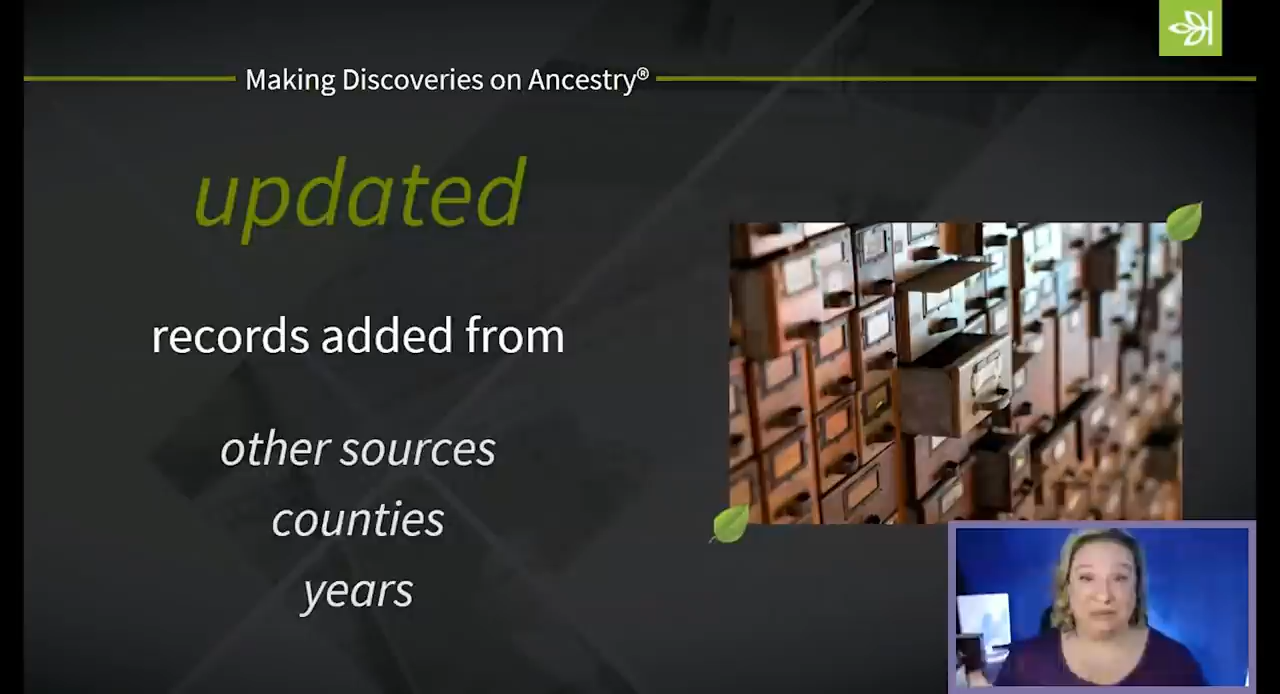 Making Discoveries on Ancestry®
updated
records added from
other sources
counties
years